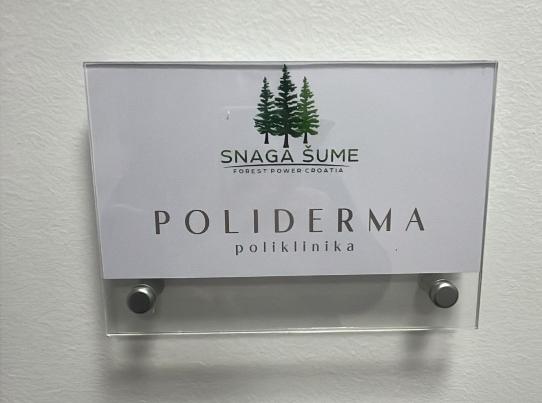 SNAGA ŠUME
FOREST POWER CROATIA
POLIDERMA
poliklinika